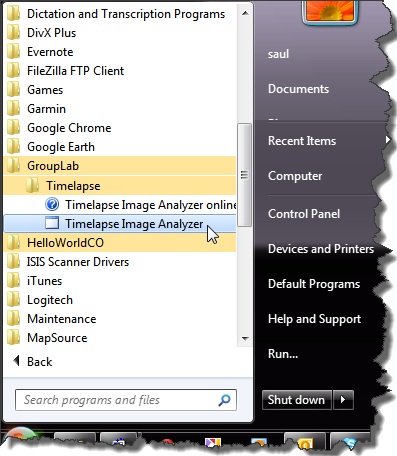 Dictation and Transcription Programs
DivX Plus
Evernote
FileZilla FTP Client
Games
Garmin
Google Chrome
Google Earth
GroupLab
Timelapse
Timelapse Image Analyzer online
Timelapse Image Analyzer
HelloWorldCO
ISIS Scanner Drivers
iTunes
Logitech
Maintenance
MapSource
Back
Search programs and files
saul
Documents
Recent Items
Computer
Control Panel
Devices and Printers
Default Programs
Help and Support
Run...
Shut down